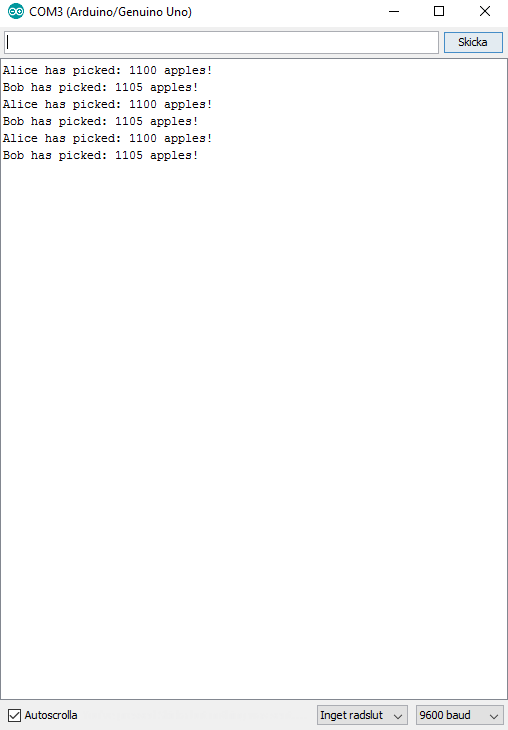 COM3 (Arduino/Genuino Uno)
Skicka
Alice has picked: 1100 apples!
Bob has picked: 1105 apples!
Alice has picked: 1100 apples!
Bob has picked: 1105 apples!
Alice has picked: 1100 apples!
Bob has picked: 1105 apples!
Autoscrolla
Inget radslut
9600 baud